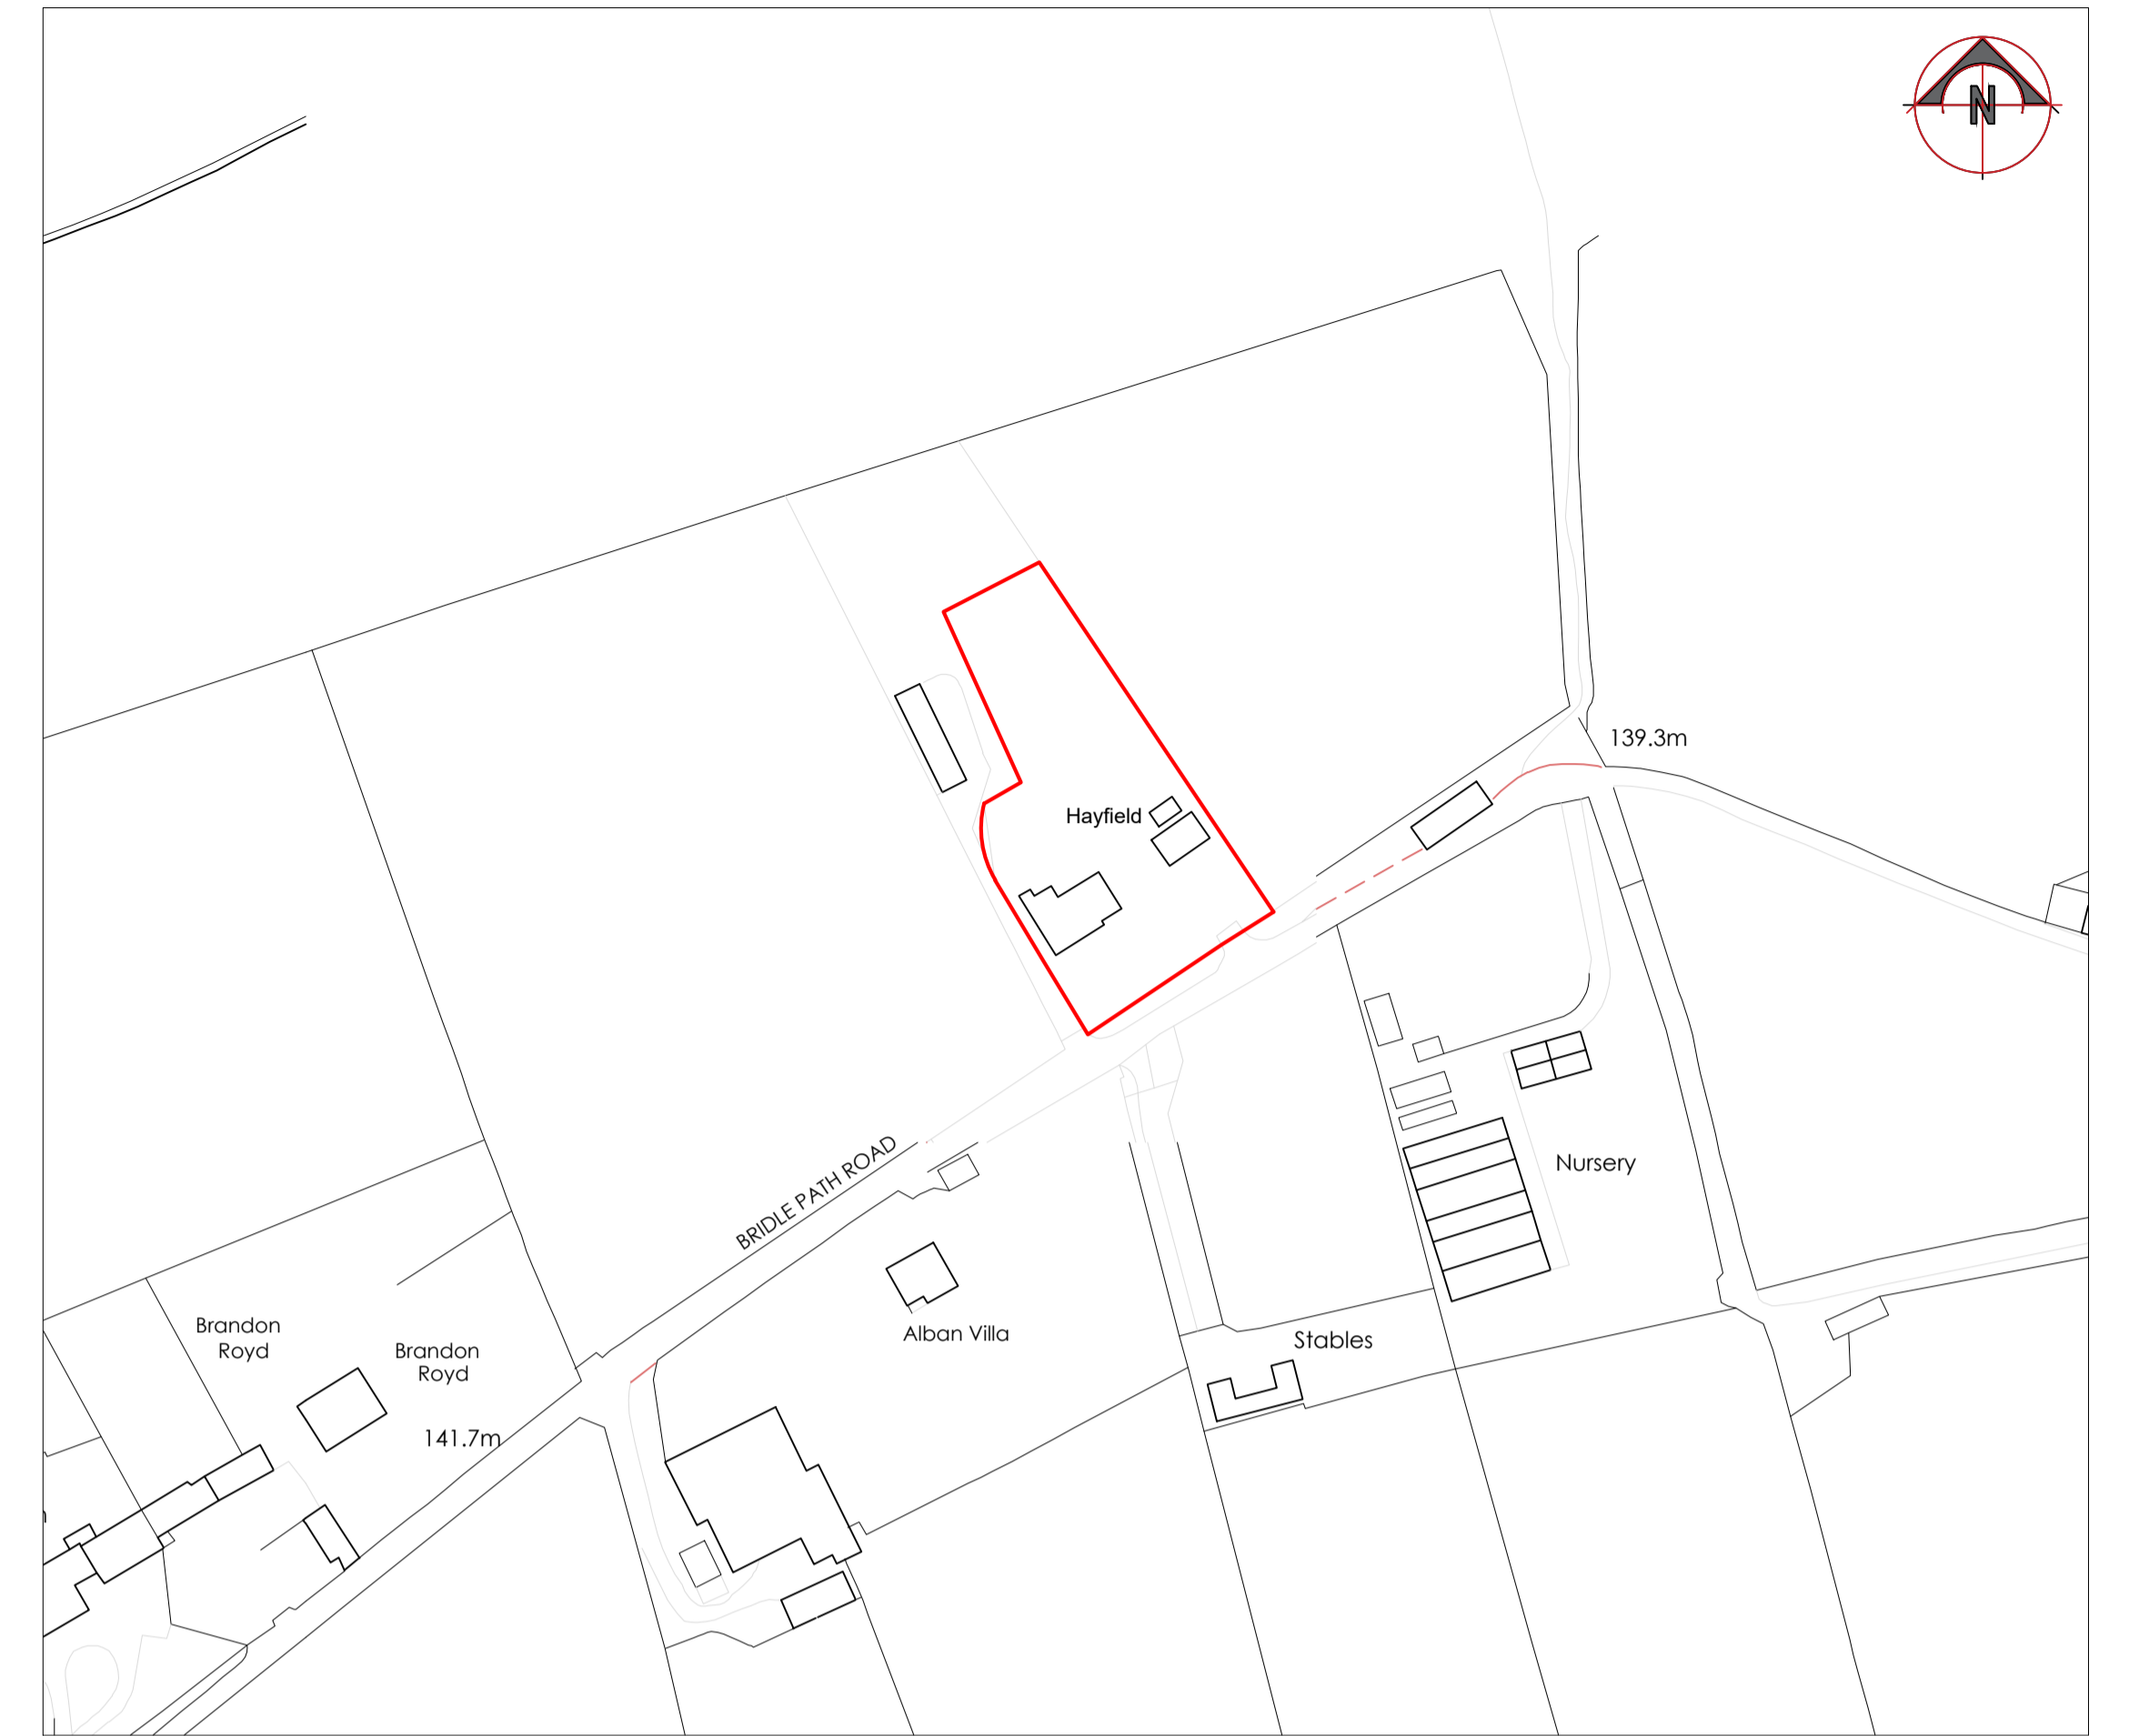 N
139.3m
Hayfield
BRIDLE PATH ROAD
Nursery
Brandon
Royd
Brandon
Royd
Alban Villa
Stables
141.7m